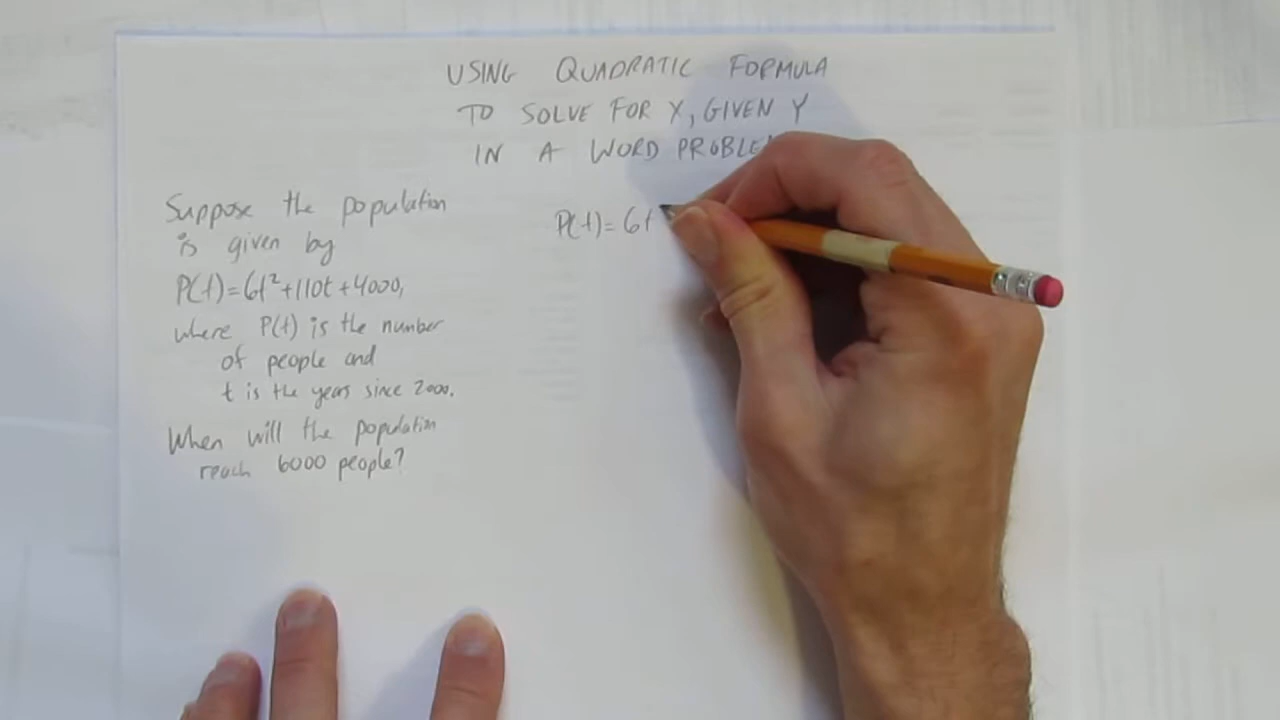 USING QUADRATIC FORMULA
TO SOLVE FOR X, GIVEN Y
IN A WORD PROBLE
Suppose the population
is given by
P(t)=6t²+110t+4000,
where P(t) is the number
of people and
t is the years since 2000.
When will the population
reach 6000 people?
P(t)=6t